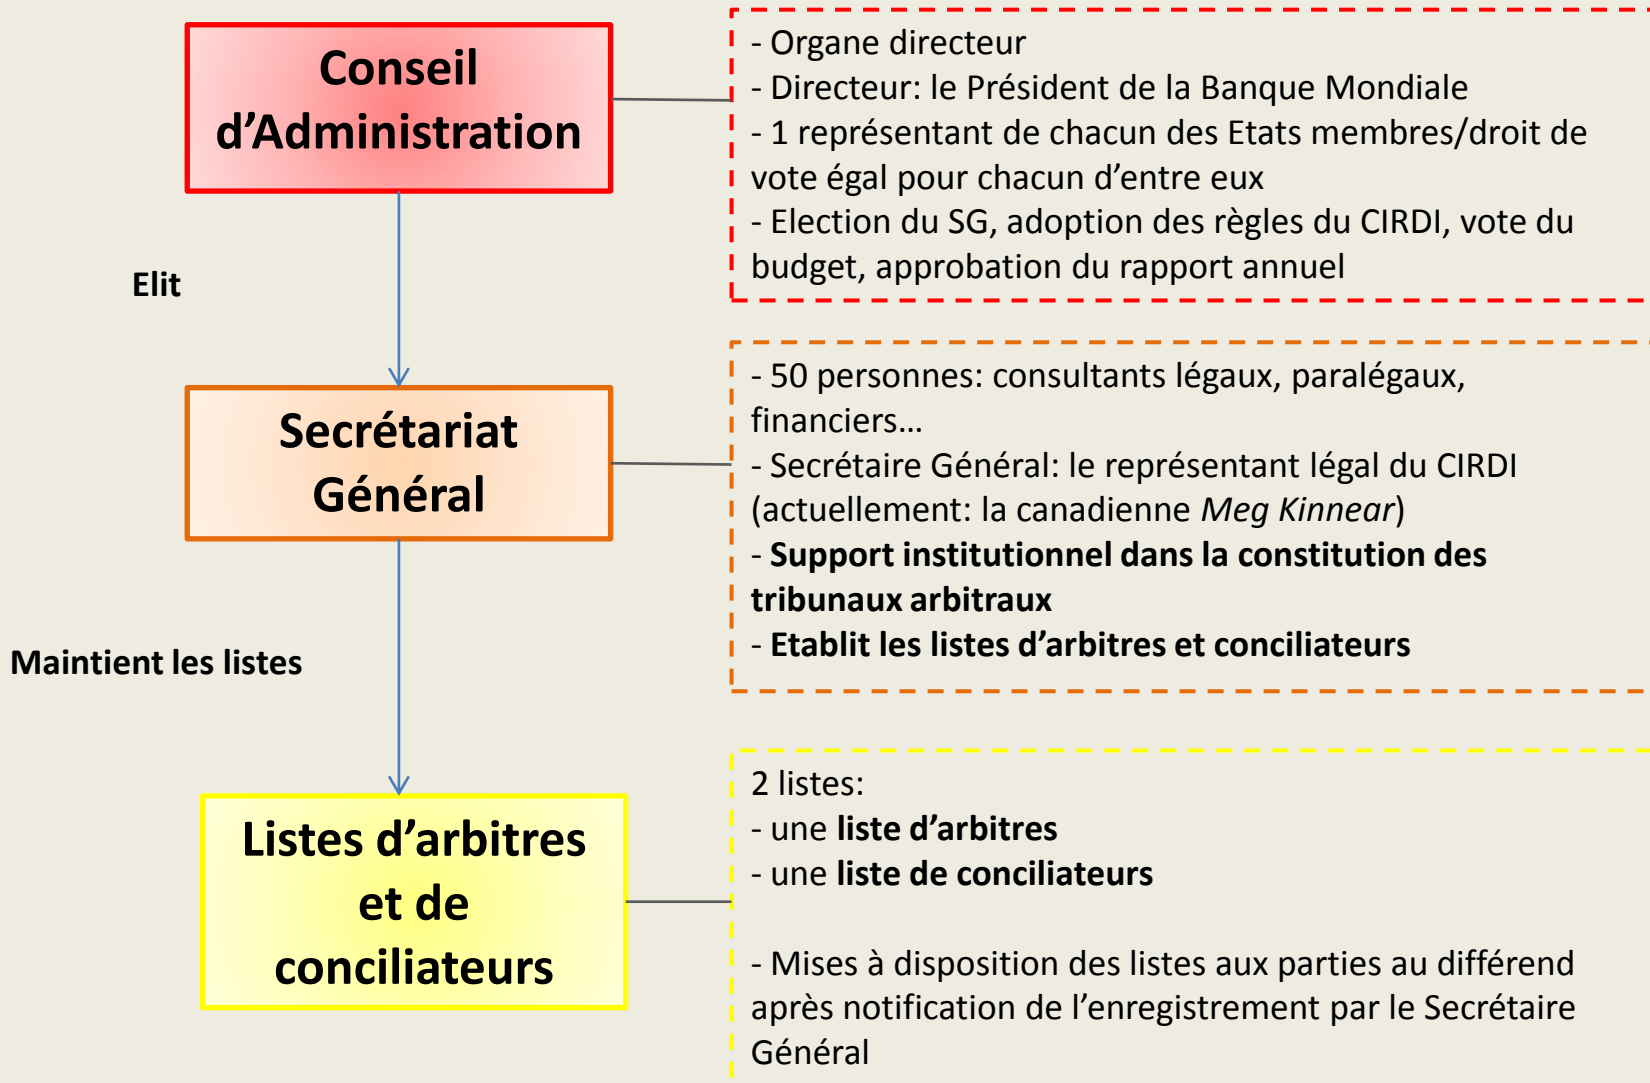 Conseil
d’Administration
- Organe directeur
- Directeur: le Président de la Banque Mondiale
- 1 représentant de chacun des Etats membres/droit de
vote égal pour chacun d’entre eux
- Election du SG, adoption des règles du CIRDI, vote du
budget, approbation du rapport annuel
Elit
Secrétariat
Général
- 50 personnes: consultants légaux, paralégaux,
financiers…
- Secrétaire Général: le représentant légal du CIRDI
(actuellement: la canadienne Meg Kinnear)
- Support institutionnel dans la constitution des
tribunaux arbitraux
- Etablit les listes d’arbitres et conciliateurs
Maintient les listes
Listes d’arbitres
et de
conciliateurs
2 listes:
- une liste d’arbitres
- une liste de conciliateurs
- Mises à disposition des listes aux parties au différend
après notification de l’enregistrement par le Secrétaire
Général